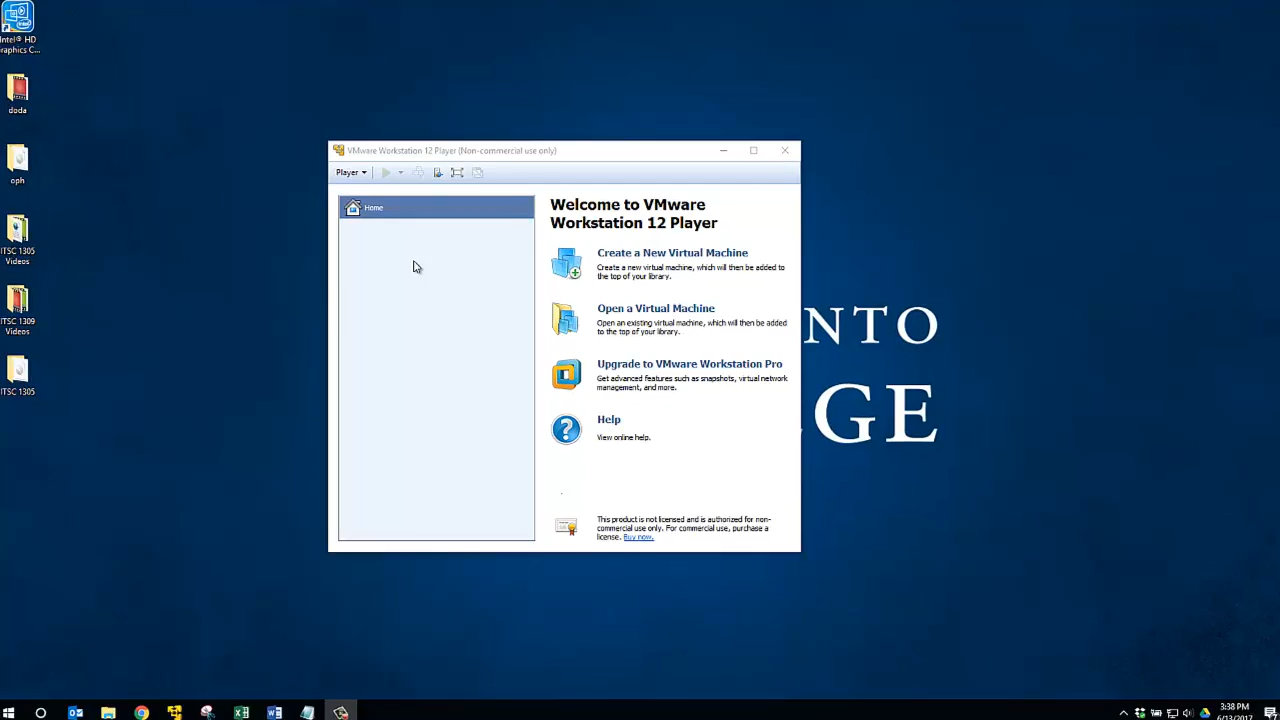 Intel® HD
Graphics C...
doda
oph
ITSC 1305
Videos
ITSC 1309
Videos
ITSC 1305
VMware Workstation 12 Player (Non-commercial use only)
Player
Home
Welcome to VMware
Workstation 12 Player
Create a New Virtual Machine
Create a new virtual machine, which will then be added
to the top of your library.
Open a Virtual Machine
Open an existing virtual machine, which will then be added
to the top of your library.
Upgrade to VMware Workstation Pro
Get advanced features such as snapshots, virtual network
management, and more.
Help
View online help.
This product is not licensed and is authorized for non-
commercial use only. For commercial use, purchase a
license. Buy now.
NTO
GE
3:38 PM
6/13/2017